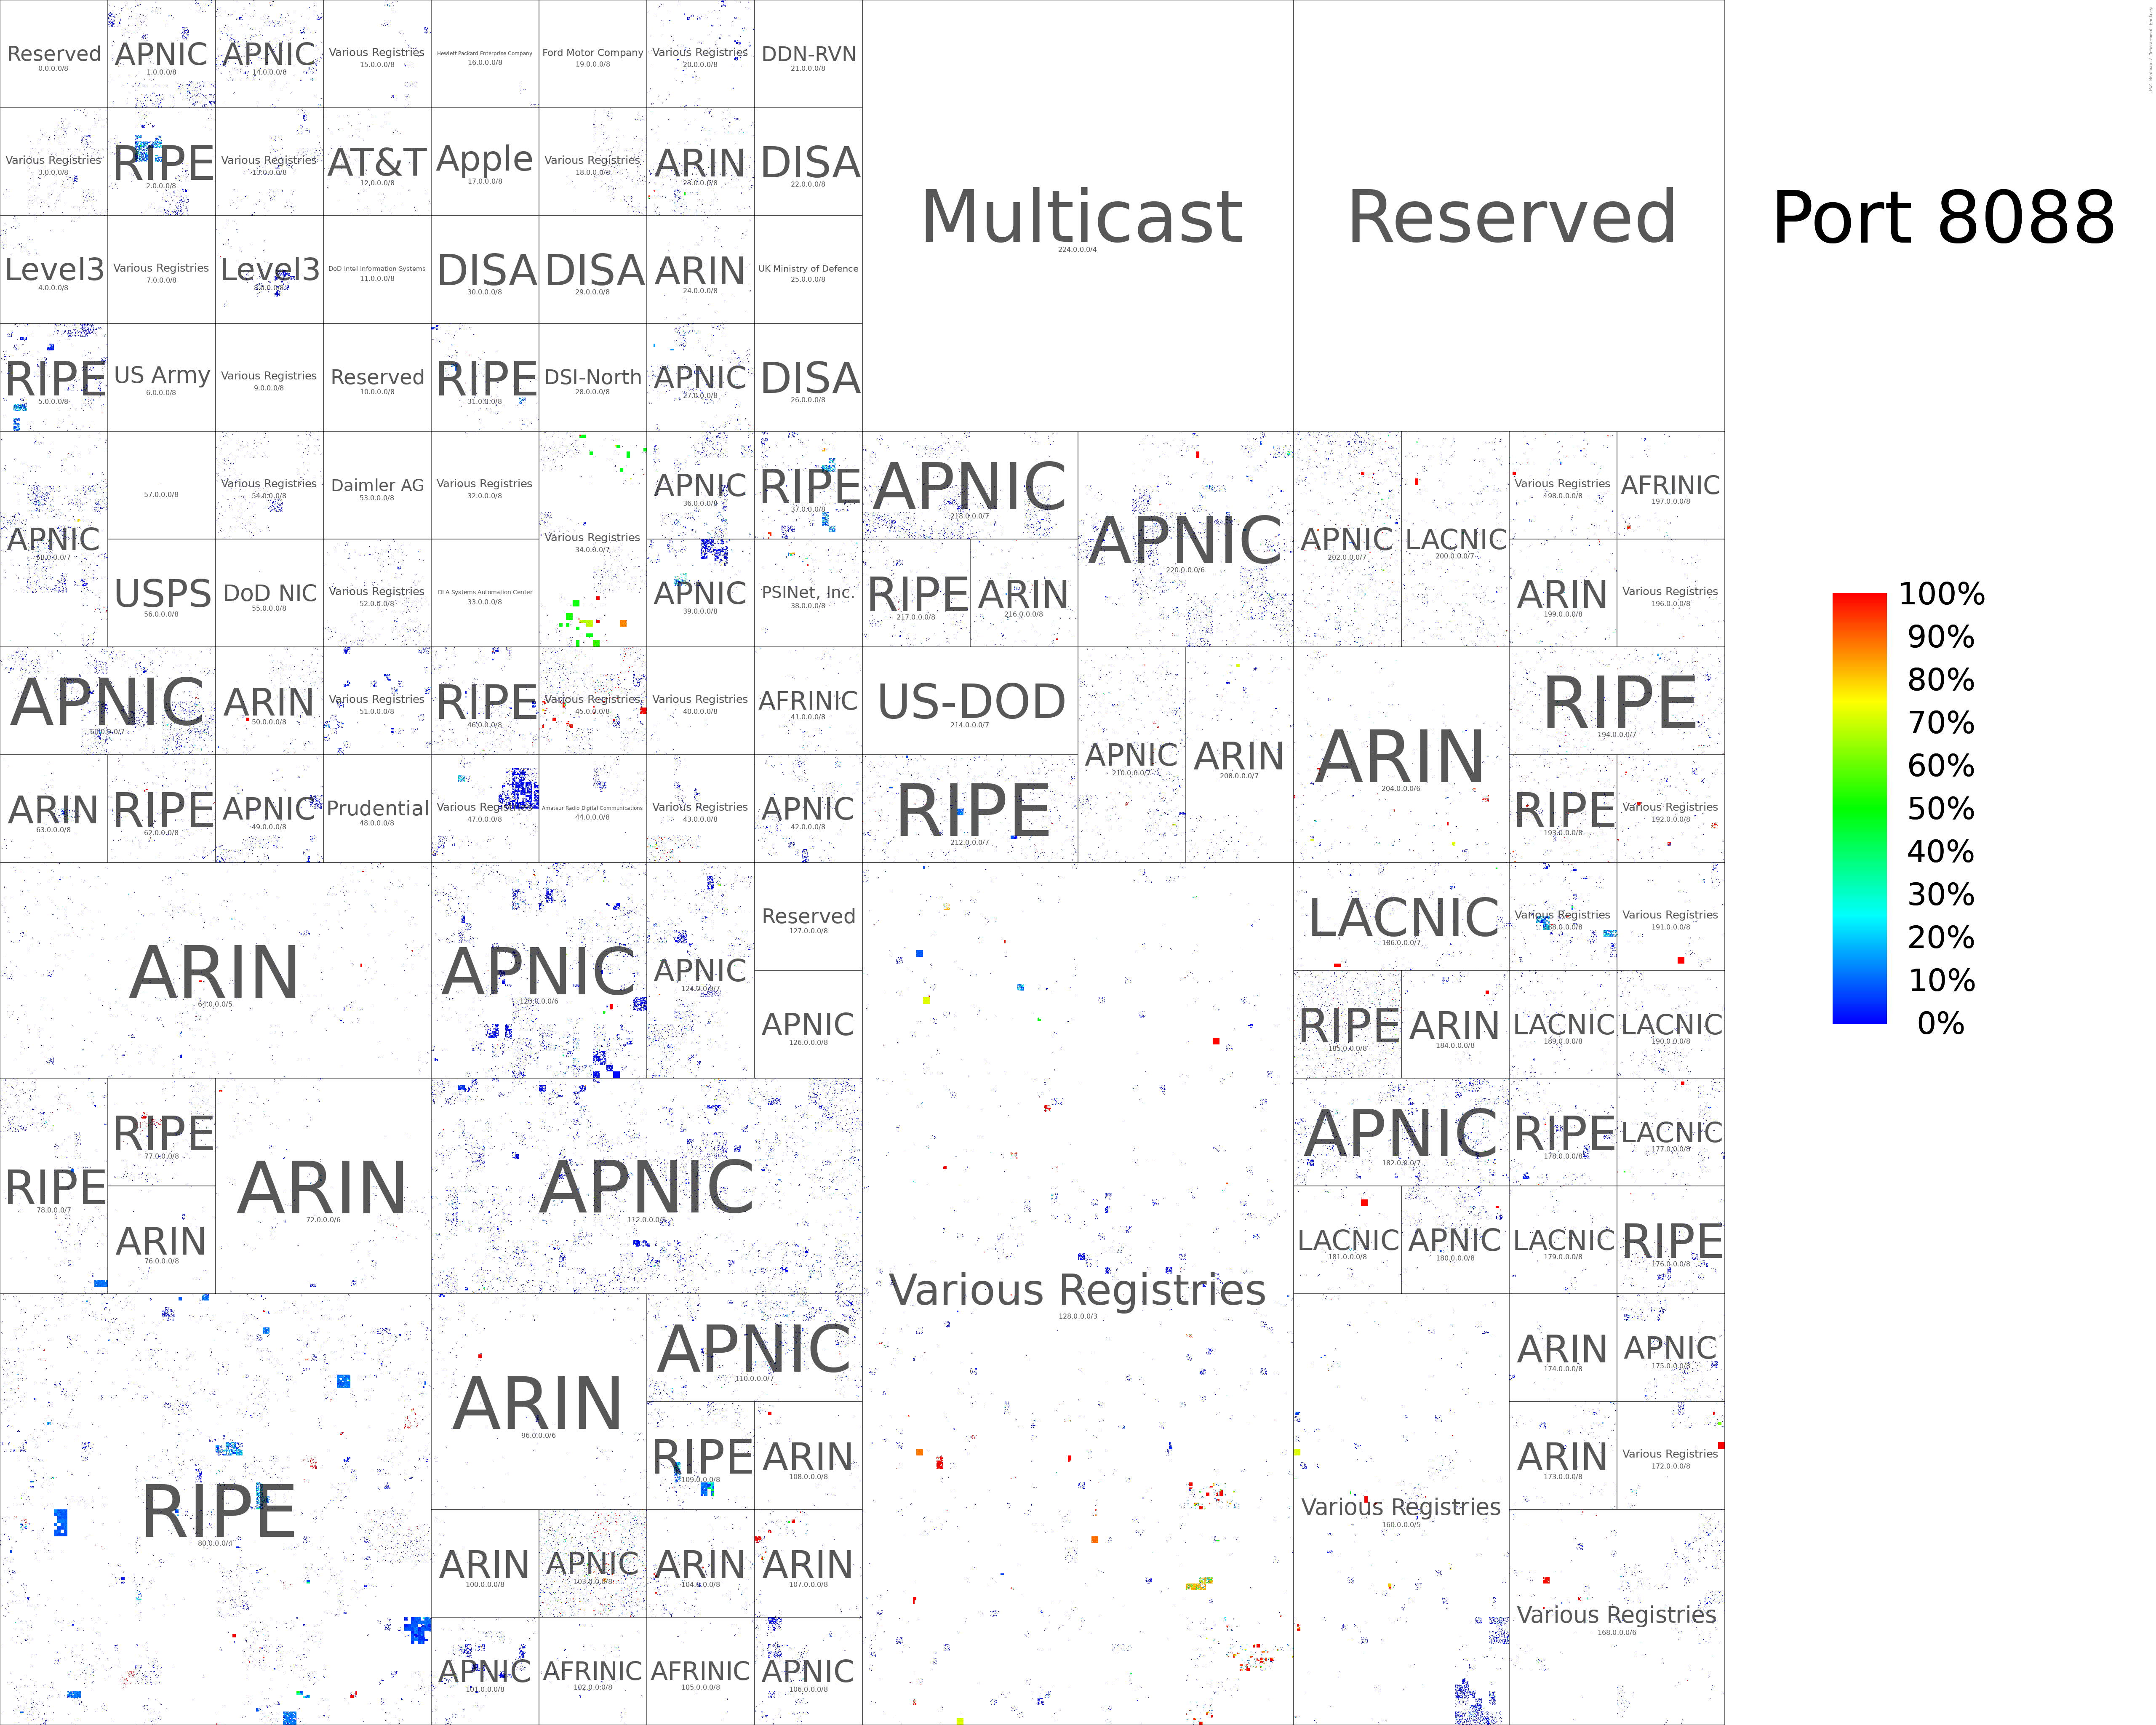 Reserved
0.0.0.0/8
APNIC
1.0.0.0/8
APNIC
14.0.0.0/8
Various Registries
15.0.0.0/8
Hewlett Packard Enterprise Company
16.0.0.0/8
Ford Motor Company
19.0.0.0/8
Various Registries
20.0.0.0/8
DDN-RVN
21.0.0.0/8
Various Registries
3.0.0.0/8
RIPE
2.0.0.0/8
Various Registries
13.0.0.0/8
AT&T
12.0.0.0/8
Apple
17.0.0.0/8
Various Registries
18.0.0.0/8
ARIN
23.0.0.0/8
DISA
22.0.0.0/8
Multicast
224.0.0.0/4
Reserved
Port 8088
Level3
4.0.0.0/8
Various Registries
7.0.0.0/8
Level3
8.0.0.0/8
DoD Intel Information Systems
11.0.0.0/8
DISA
30.0.0.0/8
DISA
29.0.0.0/8
ARIN
24.0.0.0/8
UK Ministry of Defence
25.0.0.0/8
RIPE
5.0.0.0/8
US Army
6.0.0.0/8
Various Registries
9.0.0.0/8
Reserved
10.0.0.0/8
RIPE
31.0.0.0/8
DSI-North
28.0.0.0/8
APNIC
27.0.0.0/8
DISA
26.0.0.0/8
APNIC
58.0.0.0/7
57.0.0.0/8
Various Registries
54.0.0.0/8
Daimler AG
53.0.0.0/8
Various Registries
32.0.0.0/8
Various Registries
34.0.0.0/7
APNIC
36.0.0.0/8
RIPE
37.0.0.0/8
APNIC
218.0.0.0/7
APNIC
220.0.0.0/6
APNIC
202.0.0.0/7
LACNIC
200.0.0.0/7
Various Registries
198.0.0.0/8
AFRINIC
197.0.0.0/8
USPS
56.0.0.0/8
DoD NIC
55.0.0.0/8
Various Registries
52.0.0.0/8
DLA Systems Automation Center
33.0.0.0/8
APNIC
39.0.0.0/8
PSINet, Inc.
38.0.0.0/8
RIPE
217.0.0.0/8
ARIN
216.0.0.0/8
ARIN
199.0.0.0/8
Various Registries
196.0.0.0/8
APNIC
60.0.0.0/7
ARIN
50.0.0.0/8
Various Registries
51.0.0.0/8
RIPE
46.0.0.0/8
Various Registries
45.0.0.0/8
Various Registries
40.0.0.0/8
AFRINIC
41.0.0.0/8
US-DOD
214.0.0.0/7
APNIC
210.0.0.0/7
ARIN
208.0.0.0/7
ARIN
204.0.0.0/6
RIPE
194.0.0.0/7
ARIN
63.0.0.0/8
RIPE
62.0.0.0/8
APNIC
49.0.0.0/8
Prudential
48.0.0.0/8
Various Registries
47.0.0.0/8
Amateur Radio Digital Communications
44.0.0.0/8
Various Registries
43.0.0.0/8
APNIC
42.0.0.0/8
RIPE
212.0.0.0/7
RIPE
193.0.0.0/8
Various Registries
192.0.0.0/8
ARIN
64.0.0.0/5
APNIC
120.0.0.0/6
APNIC
124.0.0.0/7
Reserved
127.0.0.0/8
APNIC
126.0.0.0/8
Various Registries
128.0.0.0/3
LACNIC
186.0.0.0/7
Various Registries
188.0.0.0/8
Various Registries
191.0.0.0/8
RIPE
185.0.0.0/8
ARIN
184.0.0.0/8
LACNIC
189.0.0.0/8
LACNIC
190.0.0.0/8
RIPE
78.0.0.0/7
RIPE
77.0.0.0/8
ARIN
76.0.0.0/8
ARIN
72.0.0.0/6
APNIC
112.0.0.0/5
APNIC
182.0.0.0/7
RIPE
178.0.0.0/8
LACNIC
177.0.0.0/8
LACNIC
181.0.0.0/8
APNIC
180.0.0.0/8
LACNIC
179.0.0.0/8
RIPE
176.0.0.0/8
RIPE
80.0.0.0/4
ARIN
96.0.0.0/6
APNIC
110.0.0.0/7
RIPE
109.0.0.0/8
ARIN
108.0.0.0/8
Various Registries
160.0.0.0/5
ARIN
174.0.0.0/8
APNIC
175.0.0.0/8
ARIN
173.0.0.0/8
Various Registries
172.0.0.0/8
ARIN
100.0.0.0/8
APNIC
103.0.0.0/8
ARIN
104.0.0.0/8
ARIN
107.0.0.0/8
APNIC
101.0.0.0/8
AFRINIC
102.0.0.0/8
AFRINIC
105.0.0.0/8
APNIC
106.0.0.0/8
Various Registries
168.0.0.0/6
100%
90%
80%
70%
60%
50%
40%
30%
20%
10%
0%